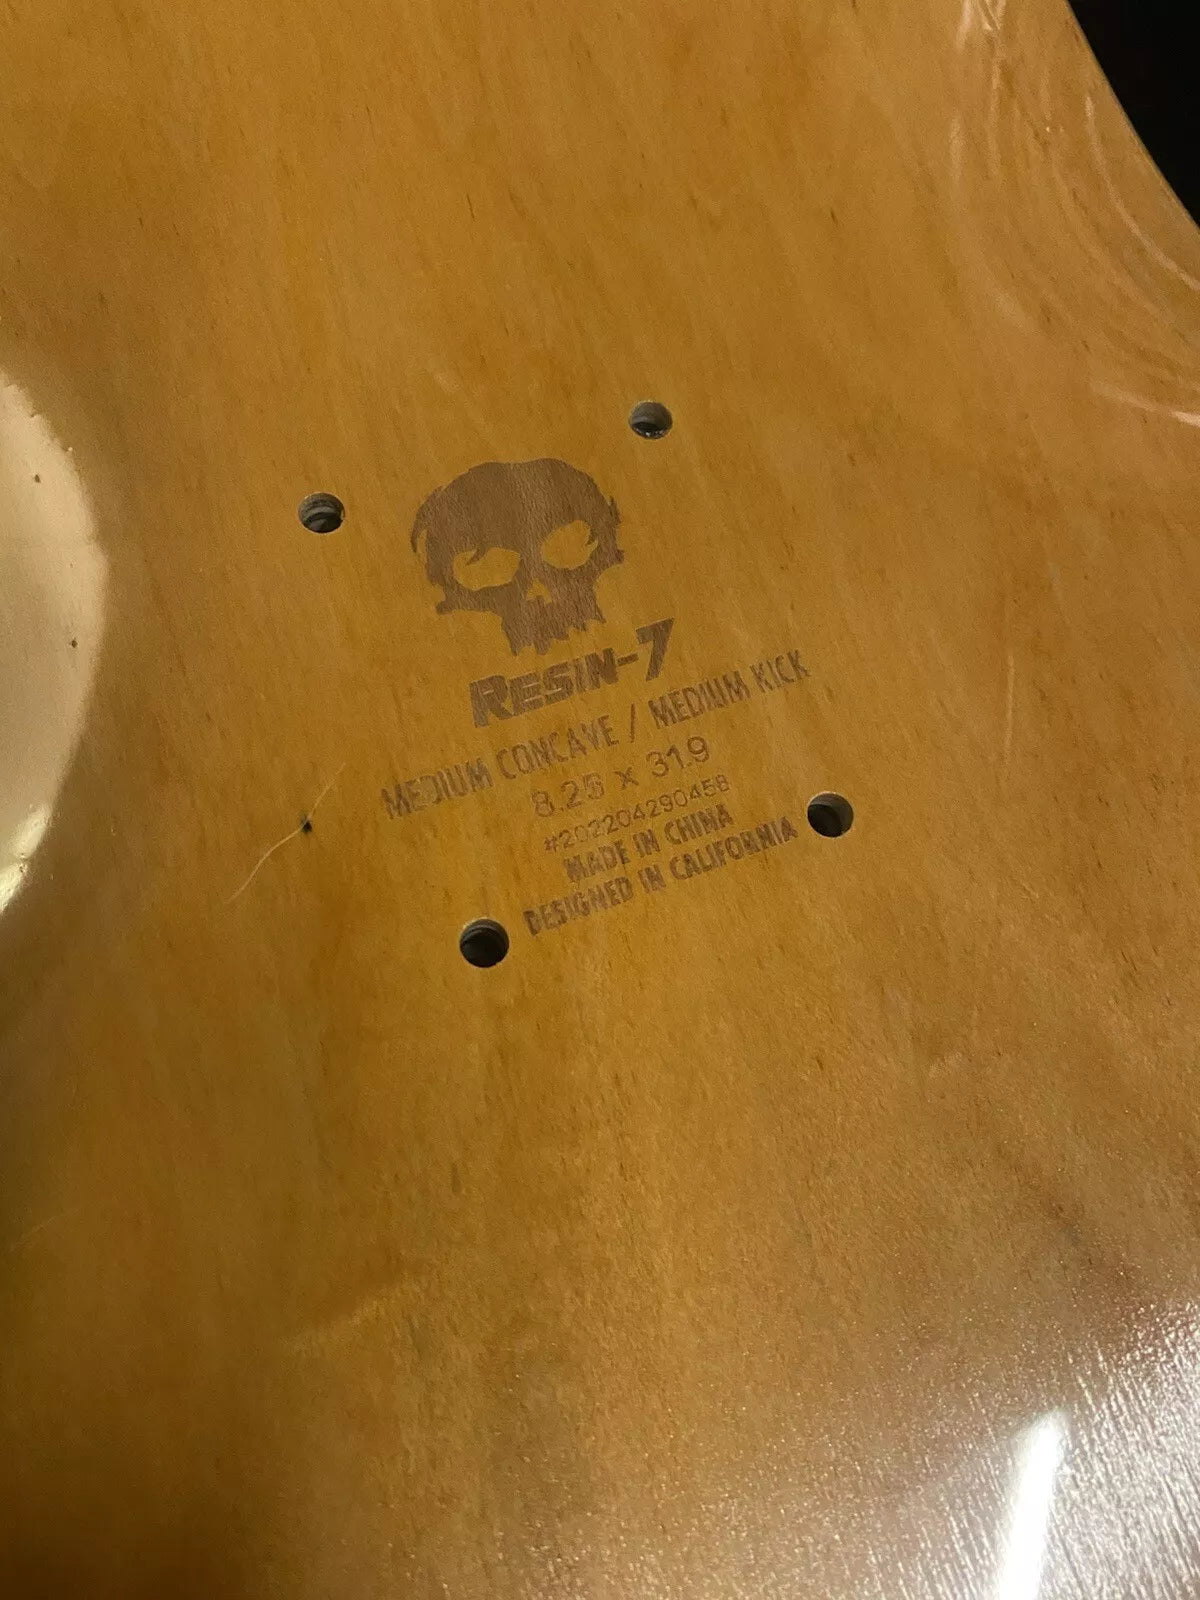 RESIN-7
MEDIUM CONCAVE / MEDIUM KICK
8.25 x 31.9
#202204290458
MADE IN CHINA
DESIGNED IN CALIFORNIA